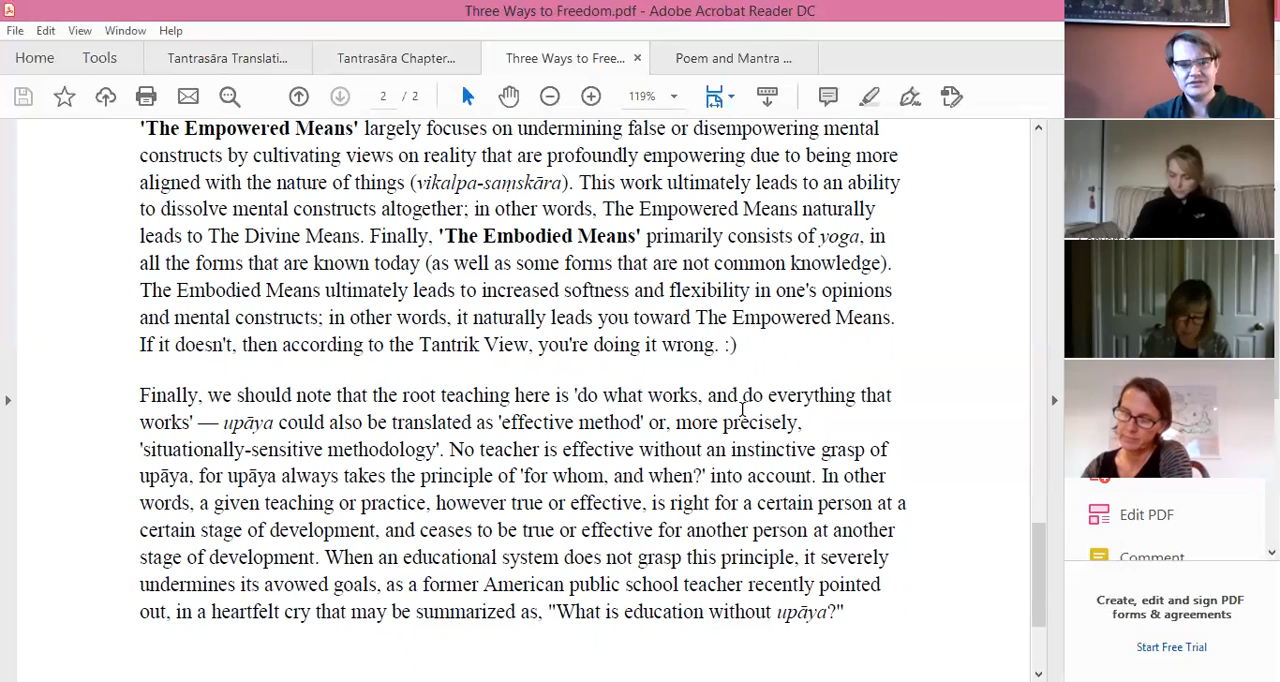 Three Ways to Freedom.pdf - Adobe Acrobat Reader DC
File Edit View Window Help
Home Tools Tantrasāra Translati... Tantrasāra Chapter... Three Ways to Free... × Poem and Mantra ...
2 / 2 119%
'The Empowered Means' largely focuses on undermining false or disempowering mental
constructs by cultivating views on reality that are profoundly empowering due to being more
aligned with the nature of things (vikalpa-saṃskāra). This work ultimately leads to an ability
to dissolve mental constructs altogether; in other words, The Empowered Means naturally
leads to The Divine Means. Finally, 'The Embodied Means' primarily consists of yoga, in
all the forms that are known today (as well as some forms that are not common knowledge).
The Embodied Means ultimately leads to increased softness and flexibility in one's opinions
and mental constructs; in other words, it naturally leads you toward The Empowered Means.
If it doesn't, then according to the Tantrik View, you're doing it wrong. :)
Finally, we should note that the root teaching here is 'do what works, and do everything that
works' — upāya could also be translated as 'effective method' or, more precisely,
'situationally-sensitive methodology'. No teacher is effective without an instinctive grasp of
upāya, for upāya always takes the principle of 'for whom, and when?' into account. In other
words, a given teaching or practice, however true or effective, is right for a certain person at a
certain stage of development, and ceases to be true or effective for another person at another
stage of development. When an educational system does not grasp this principle, it severely
undermines its avowed goals, as a former American public school teacher recently pointed
out, in a heartfelt cry that may be summarized as, "What is education without upāya?"
Edit PDF
Comment
Create, edit and sign PDF
forms & agreements
Start Free Trial